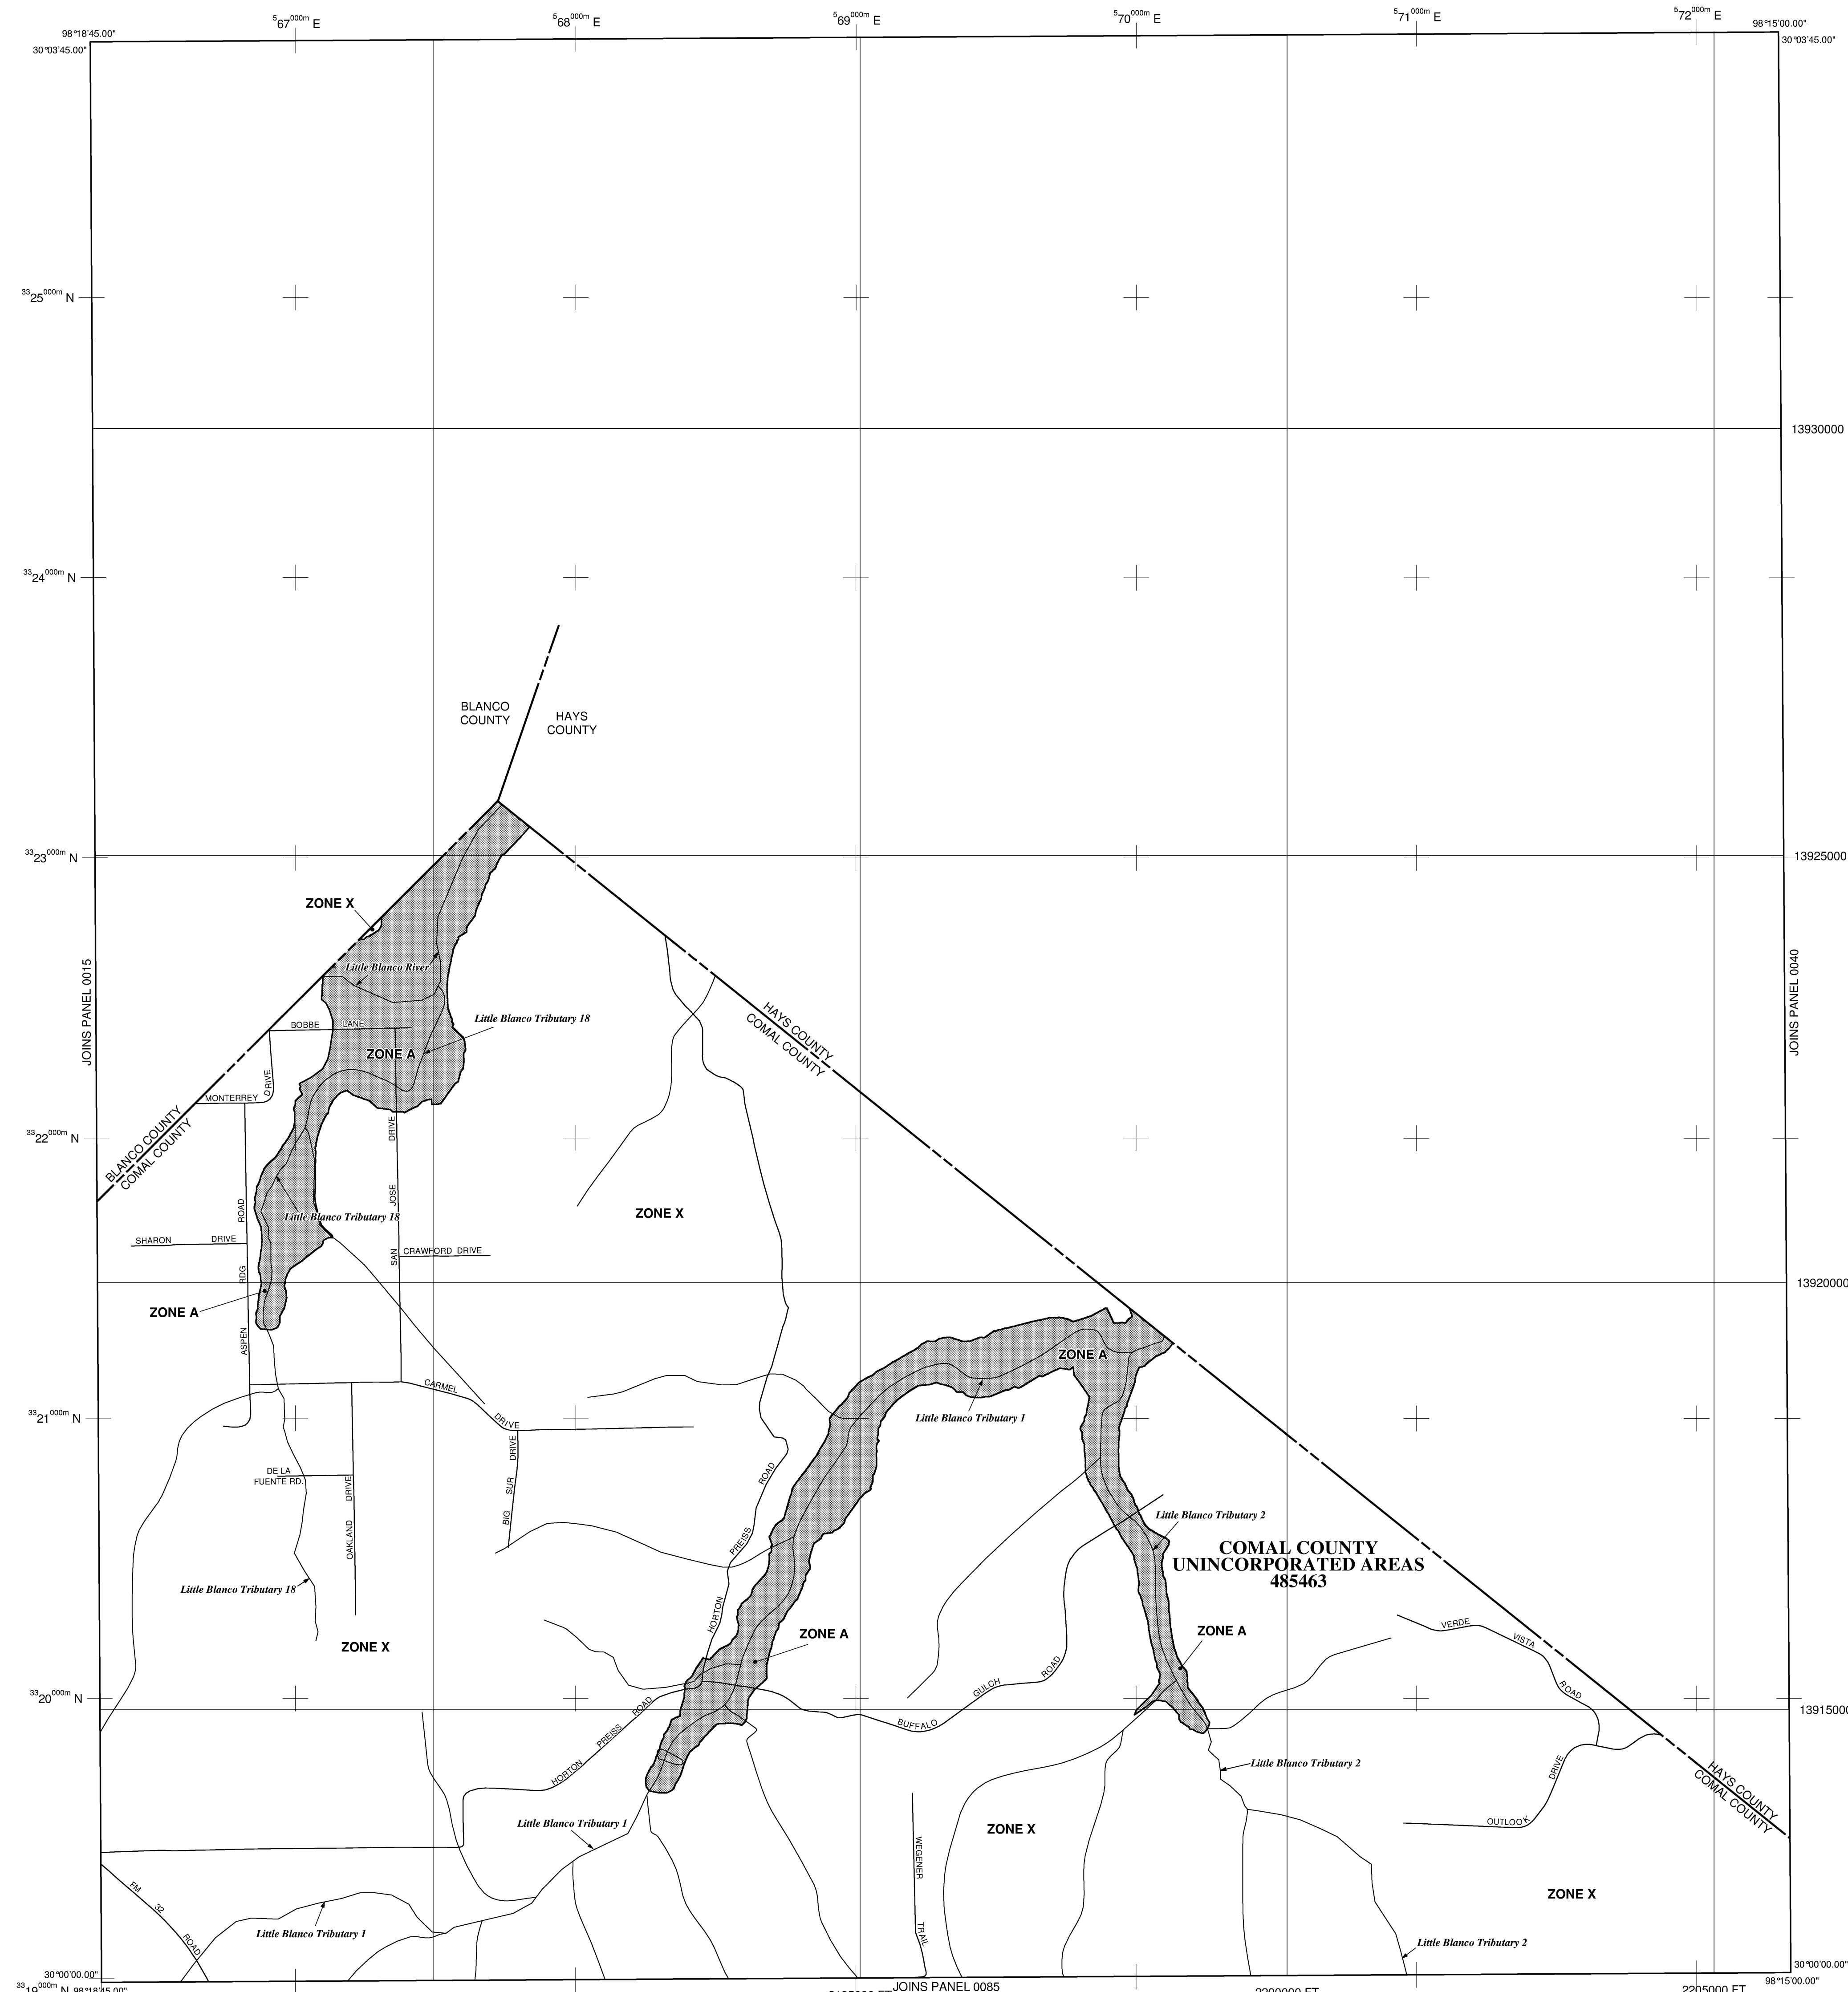 567000m E
568000m E
569000m E
570000m E
571000m E
572000m E
98°18'45.00"
98°15'00.00"
30°03'45.00"
30°03'45.00"
3325000m N
13930000
3324000m N
BLANCO
COUNTY
HAYS
COUNTY
3323000m N
13925000
ZONE X
JOINS PANEL 0015
JOINS PANEL 0040
Little Blanco River
Little Blanco Tributary 18
BOBBE LANE
ZONE A
HAYS COUNTY
COMAL COUNTY
MONTERREY DRIVE
BLANCO COUNTY
COMAL COUNTY
3322000m N
ZONE X
Little Blanco Tributary 18
SHARON DRIVE
ASPEN RDG ROAD
SAN JOSE DRIVE
CRAWFORD DRIVE
13920000
ZONE A
ZONE A
CARMEL DRIVE
3321000m N
Little Blanco Tributary 1
DE LA
FUENTE RD.
OAKLAND DRIVE
BIG SUR DRIVE
HORTON PREISS ROAD
Little Blanco Tributary 2
COMAL COUNTY
UNINCORPORATED AREAS
485463
Little Blanco Tributary 18
ZONE X
ZONE A
ZONE A
VERDE VISTA ROAD
3320000m N
13915000
HORTON PREISS ROAD
BUFFALO GULCH ROAD
Little Blanco Tributary 2
OUTLOOK DRIVE
HAYS COUNTY
COMAL COUNTY
Little Blanco Tributary 1
ZONE X
WEGENER TRAIL
FM 32 ROAD
ZONE X
Little Blanco Tributary 1
Little Blanco Tributary 2
30°00'00.00"
30°00'00.00"
3319000m N
98°18'45.00"
JOINS PANEL 0085
2200000 FT
2205000 FT
98°15'00.00"